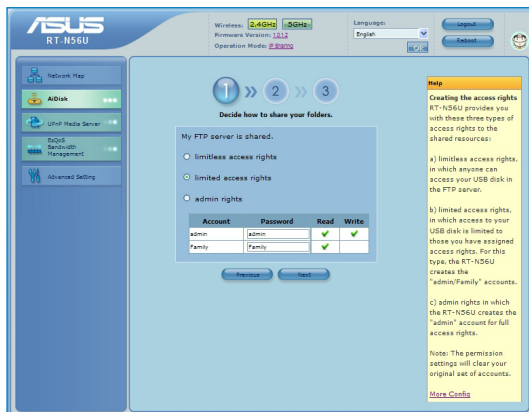 ASUS
RT-N56U
Wireless: 2.4GHz 5GHz
Firmware Version: 1.0.1.2
Operation Mode: IP Sharing
Language:
English
OK
Logout
Reboot
Network Map
AiDisk
UPnP Media Server
EzQoS
Bandwidth
Management
Advanced Setting
1 » 2 » 3
Decide how to share your folders.
My FTP server is shared.
limitless access rights
limited access rights
admin rights
Account Password Read Write
admin admin
Family Family
Previous Next
Help
Creating the access rights
RT-N56U provides you
with these three types of
access rights to the
shared resources:
a) limitless access rights,
in which anyone can
access your USB disk in
the FTP server.
b) limited access rights,
in which access to your
USB disk is limited to
those you have assigned
access rights. For this
type, the RT-N56U
creates the
"admin/Family" accounts.
c) admin rights in which
the RT-N56U creates the
"admin" account for full
access rights.
Note: The permission
settings will clear your
original set of accounts.
More Config